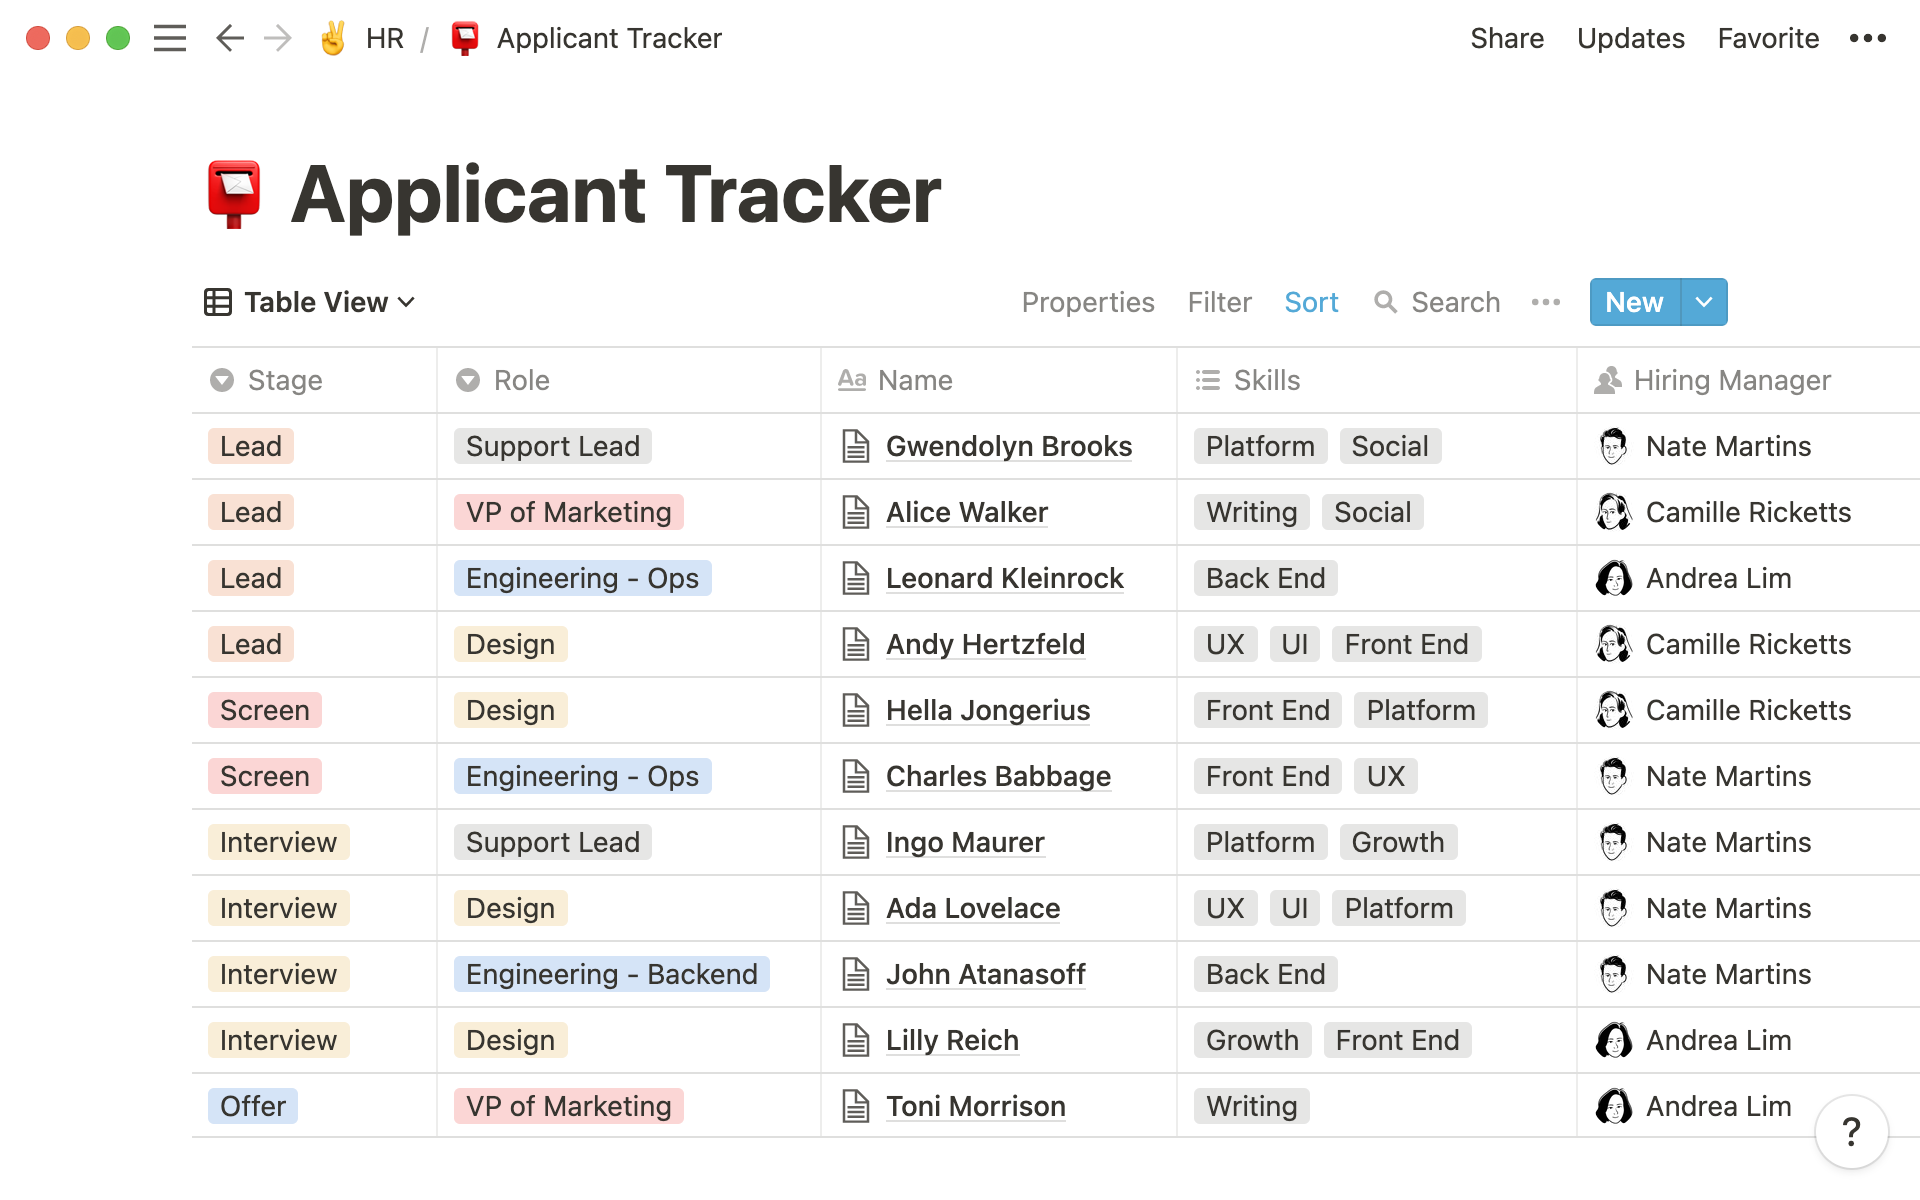 HR / Applicant Tracker Share Updates Favorite
Applicant Tracker
Table View Properties Filter Sort Search New
Stage Role Aa Name Skills Hiring Manager
Lead Support Lead Gwendolyn Brooks Platform Social Nate Martins
Lead VP of Marketing Alice Walker Writing Social Camille Ricketts
Lead Engineering - Ops Leonard Kleinrock Back End Andrea Lim
Lead Design Andy Hertzfeld UX UI Front End Camille Ricketts
Screen Design Hella Jongerius Front End Platform Camille Ricketts
Screen Engineering - Ops Charles Babbage Front End UX Nate Martins
Interview Support Lead Ingo Maurer Platform Growth Nate Martins
Interview Design Ada Lovelace UX UI Platform Nate Martins
Interview Engineering - Backend John Atanasoff Back End Nate Martins
Interview Design Lilly Reich Growth Front End Andrea Lim
Offer VP of Marketing Toni Morrison Writing Andrea Lim
?